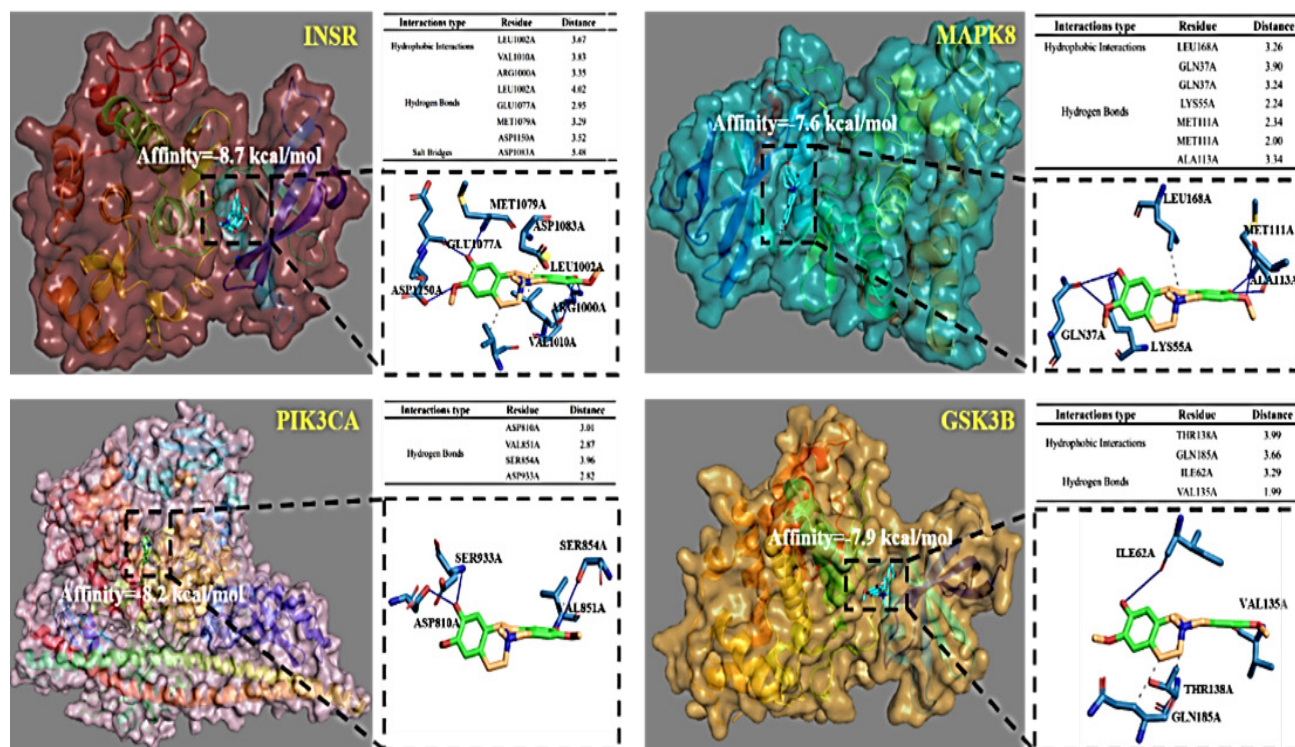 INSR
Interactions type Residue Distance
Hydrophobic Interactions LEU1002A 3.67
VAL1010A 3.83
ARG1000A 3.35
Hydrogen Bonds LEU1002A 4.02
GLU1077A 2.95
MET1079A 3.29
ASP1150A 3.52
Salt Bridges ASP1083A 5.48
Affinity=-8.7 kcal/mol
MET1079A
ASP1083A
GLU1077A
LEU1002A
ASP1150A
ARG1000A
VAL1010A
MAPK8
Interactions type Residue Distance
Hydrophobic Interactions LEU168A 3.26
GLN37A 3.90
GLN37A 3.24
Hydrogen Bonds LYS55A 2.24
MET111A 2.34
MET111A 2.00
ALA113A 3.34
Affinity=-7.6 kcal/mol
LEU168A
MET111A
ALA113A
GLN37A
LYS55A
PIK3CA
Interactions type Residue Distance
ASP810A 3.01
Hydrogen Bonds VAL851A 2.87
SER854A 3.96
ASP933A 2.82
Affinity=-8.2 kcal/mol
SER933A
SER854A
ASP810A
VAL851A
GSK3B
Interactions type Residue Distance
Hydrophobic Interactions THR138A 3.99
GLN185A 3.66
Hydrogen Bonds ILE62A 3.29
VAL135A 1.99
Affinity=-7.9 kcal/mol
ILE62A
VAL135A
THR138A
GLN185A